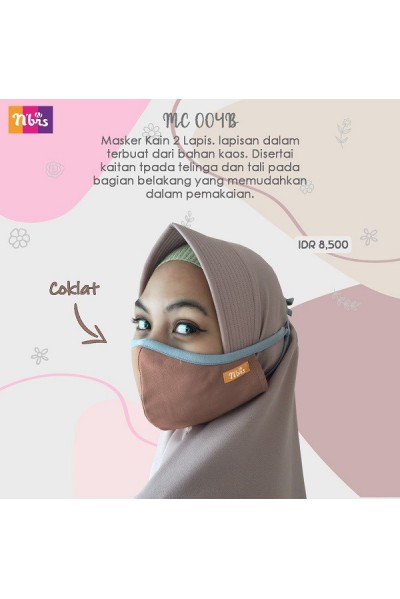 Nbrs
MC 004B
Masker Kain 2 Lapis. lapisan dalam
terbuat dari bahan kaos. Disertai
kaitan tpada telinga dan tali pada
bagian belakang yang memudahkan
dalam pemakaian.
IDR 8,500
Coklat
Nbrs